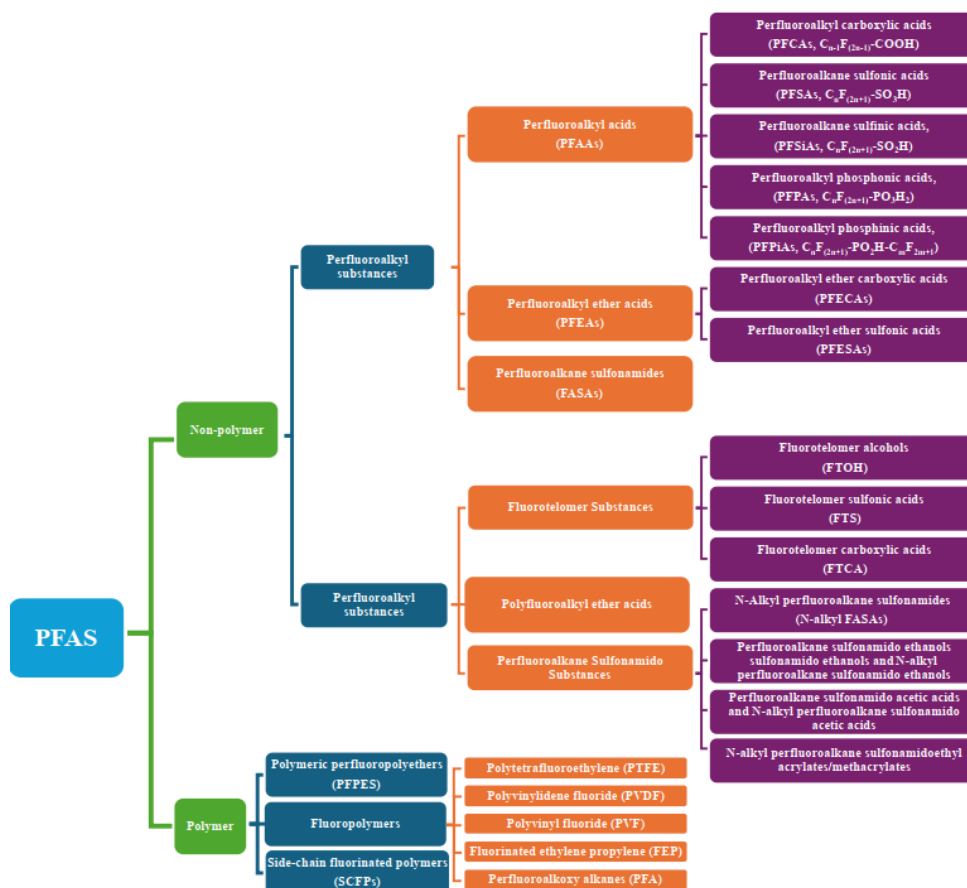 PFAS
Non-polymer
Perfluoroalkyl
substances
Perfluoroalkyl acids
(PFAAs)
Perfluoroalkyl carboxylic acids
(PFCAs, Cn-1F(2n-1)-COOH)
Perfluoroalkane sulfonic acids
(PFSAs, CnF(2n+1)-SO3H)
Perfluoroalkane sulfinic acids,
(PFSiAs, CnF(2n+1)-SO2H)
Perfluoroalkyl phosphonic acids,
(PFPAs, CnF(2n+1)-PO3H2)
Perfluoroalkyl phosphinic acids,
(PFPiAs, CnF(2n+1)-PO2H-CmF2m+1)
Perfluoroalkyl ether acids
(PFEAs)
Perfluoroalkyl ether carboxylic acids
(PFECAs)
Perfluoroalkyl ether sulfonic acids
(PFESAs)
Perfluoroalkane sulfonamides
(FASAs)
Perfluoroalkyl
substances
Fluorotelomer Substances
Fluorotelomer alcohols
(FTOH)
Fluorotelomer sulfonic acids
(FTS)
Fluorotelomer carboxylic acids
(FTCA)
Polyfluoroalkyl ether acids
Perfluoroalkane Sulfonamido
Substances
N-Alkyl perfluoroalkane sulfonamides
(N-alkyl FASAs)
Perfluoroalkane sulfonamido ethanols
sulfonamido ethanols and N-alkyl
perfluoroalkane sulfonamido ethanols
Perfluoroalkane sulfonamido acetic acids
and N-alkyl perfluoroalkane sulfonamido
acetic acids
N-alkyl perfluoroalkane sulfonamidoethyl
acrylates/methacrylates
Polymer
Polymeric perfluoropolyethers
(PFPES)
Fluoropolymers
Polytetrafluoroethylene (PTFE)
Polyvinylidene fluoride (PVDF)
Polyvinyl fluoride (PVF)
Fluorinated ethylene propylene (FEP)
Perfluoroalkoxy alkanes (PFA)
Side-chain fluorinated polymers
(SCFPs)